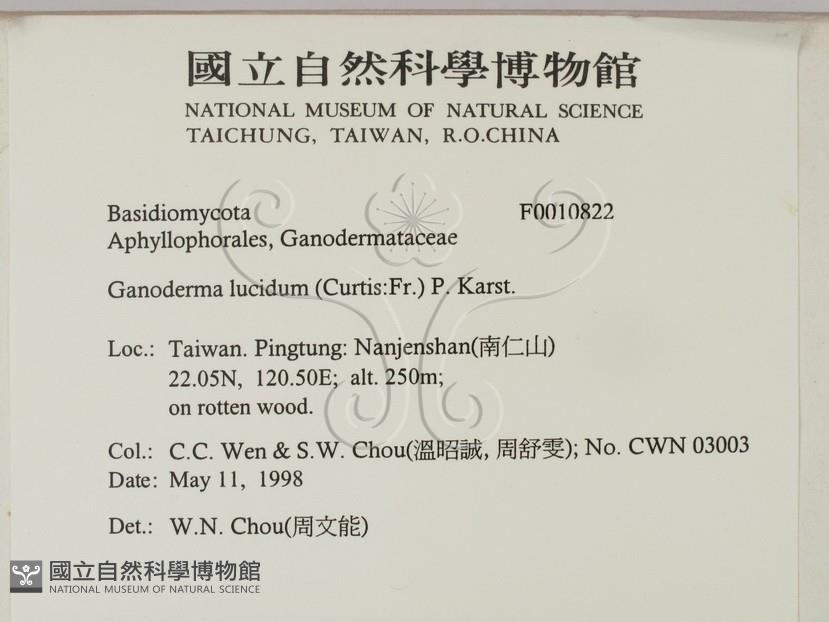 國立自然科學博物館
NATIONAL MUSEUM OF NATURAL SCIENCE
TAICHUNG, TAIWAN, R.O.CHINA
Basidiomycota F0010822
Aphyllophorales, Ganodermataceae
Ganoderma lucidum (Curtis:Fr.) P. Karst.
Loc.: Taiwan. Pingtung: Nanjenshan(南仁山)
22.05N, 120.50E; alt. 250m;
on rotten wood.
Col.: C.C. Wen & S.W. Chou(溫昭誠, 周舒雯); No. CWN 03003
Date: May 11, 1998
Det.: W.N. Chou(周文能)
國立自然科學博物館
NATIONAL MUSEUM OF NATURAL SCIENCE